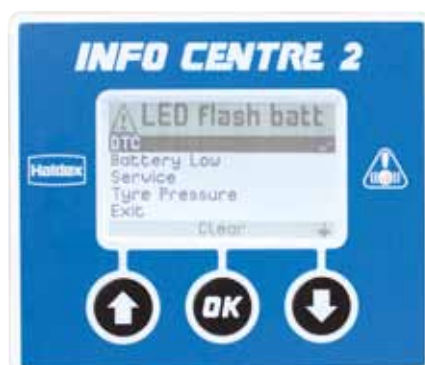 INFO CENTRE 2
LED flash batt
DTC
Battery Low
Service
Tyre Pressure
Exit
Clear
Haldex
OK